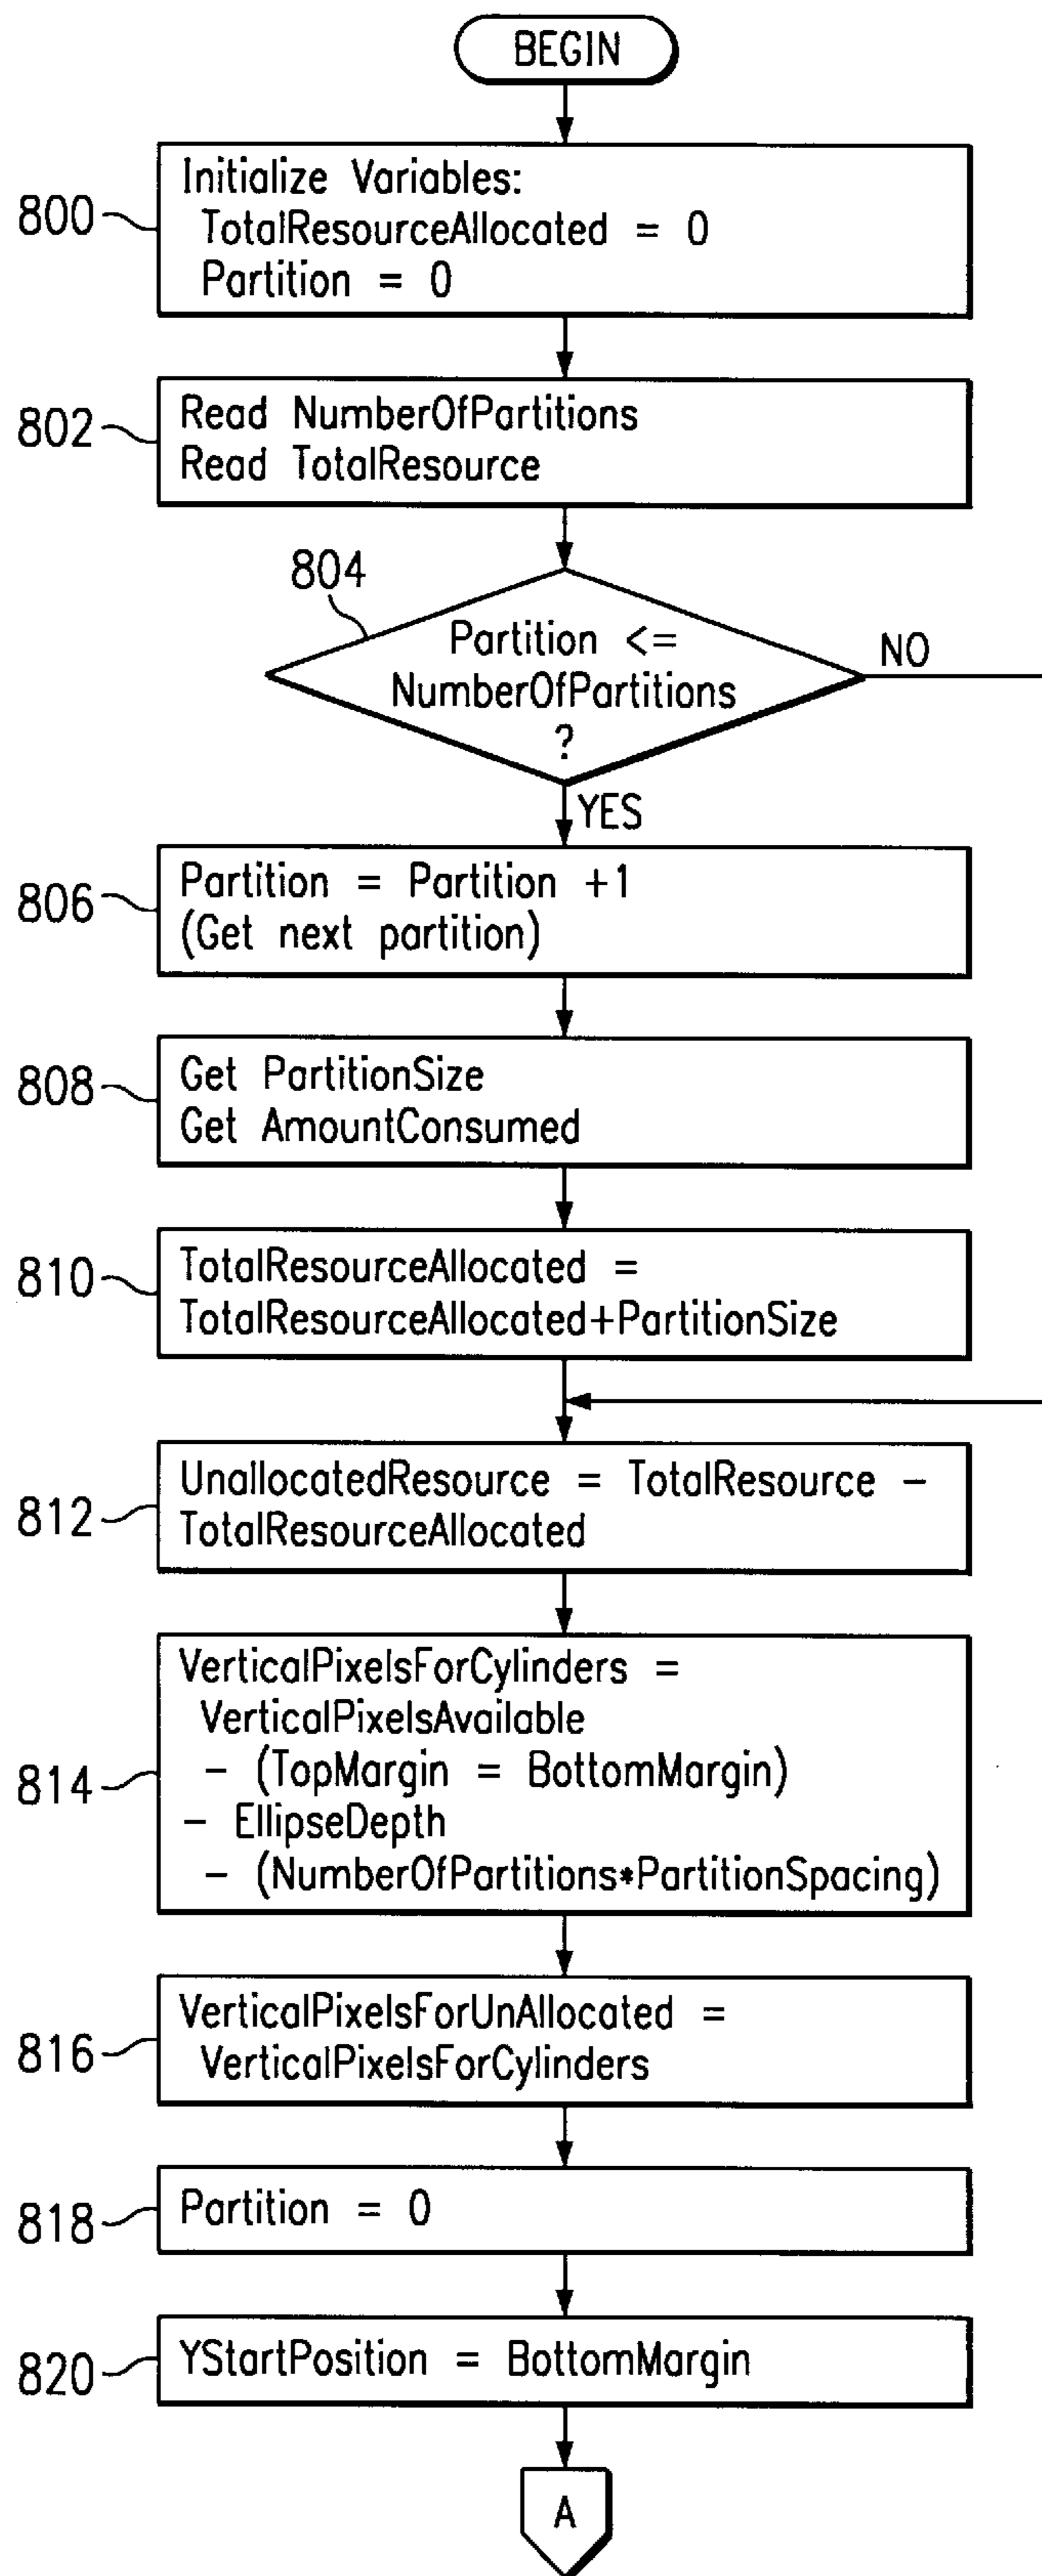 BEGIN
800
Initialize Variables:
TotalResourceAllocated = 0
Partition = 0
802
Read NumberOfPartitions
Read TotalResource
804
Partition <=
NumberOfPartitions
?
NO
YES
806
Partition = Partition +1
(Get next partition)
808
Get PartitionSize
Get AmountConsumed
810
TotalResourceAllocated =
TotalResourceAllocated+PartitionSize
812
UnallocatedResource = TotalResource -
TotalResourceAllocated
814
VerticalPixelsForCylinders =
VerticalPixelsAvailable
- (TopMargin = BottomMargin)
- EllipseDepth
- (NumberOfPartitions*PartitionSpacing)
816
VerticalPixelsForUnAllocated =
VerticalPixelsForCylinders
818
Partition = 0
820
YStartPosition = BottomMargin
A